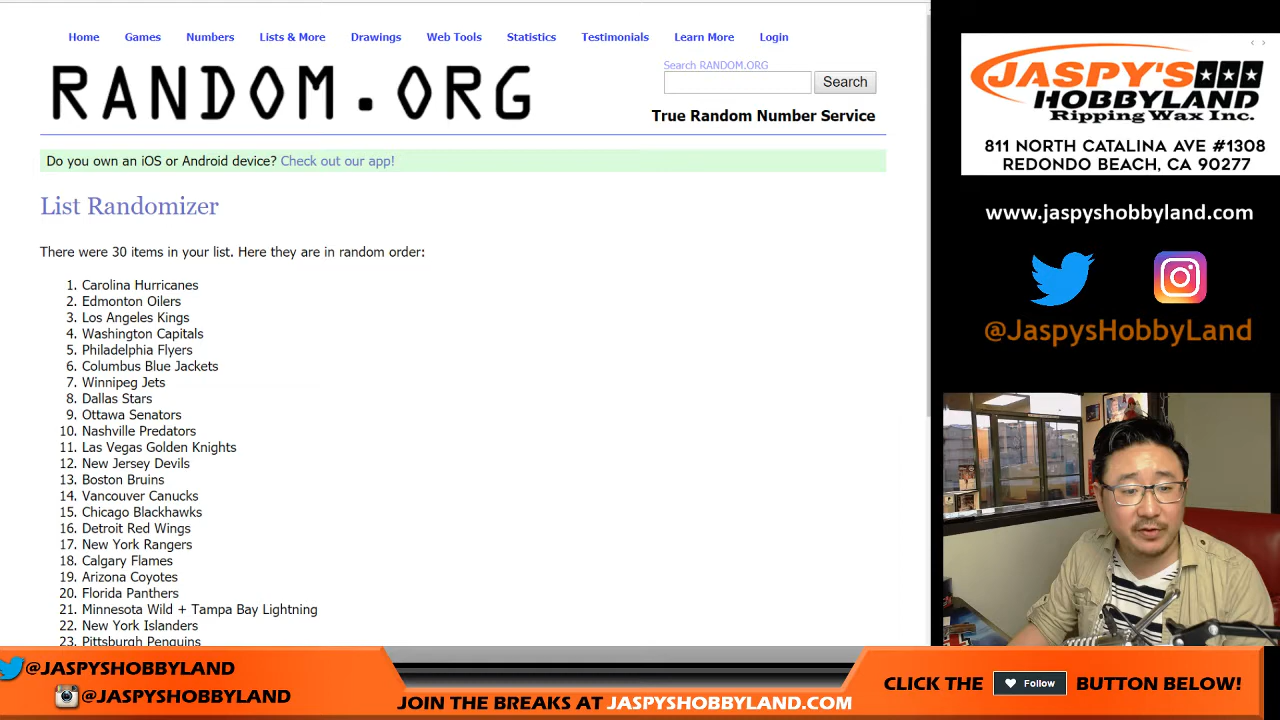 Home Games Numbers Lists & More Drawings Web Tools Statistics Testimonials Learn More Login
RANDOM.ORG
Search RANDOM.ORG
Search
True Random Number Service
Do you own an iOS or Android device? Check out our app!
List Randomizer
There were 30 items in your list. Here they are in random order:
1. Carolina Hurricanes
2. Edmonton Oilers
3. Los Angeles Kings
4. Washington Capitals
5. Philadelphia Flyers
6. Columbus Blue Jackets
7. Winnipeg Jets
8. Dallas Stars
9. Ottawa Senators
10. Nashville Predators
11. Las Vegas Golden Knights
12. New Jersey Devils
13. Boston Bruins
14. Vancouver Canucks
15. Chicago Blackhawks
16. Detroit Red Wings
17. New York Rangers
18. Calgary Flames
19. Arizona Coyotes
20. Florida Panthers
21. Minnesota Wild + Tampa Bay Lightning
22. New York Islanders
23. Pittsburgh Penguins
JASPY'S
HOBBYLAND
Ripping Wax Inc.
811 NORTH CATALINA AVE #1308
REDONDO BEACH, CA 90277
www.jaspyshobbyland.com
@JaspysHobbyLand
@JASPYSHOBBYLAND
@JASPYSHOBBYLAND
JOIN THE BREAKS AT JASPYSHOBBYLAND.COM
CLICK THE Follow BUTTON BELOW!